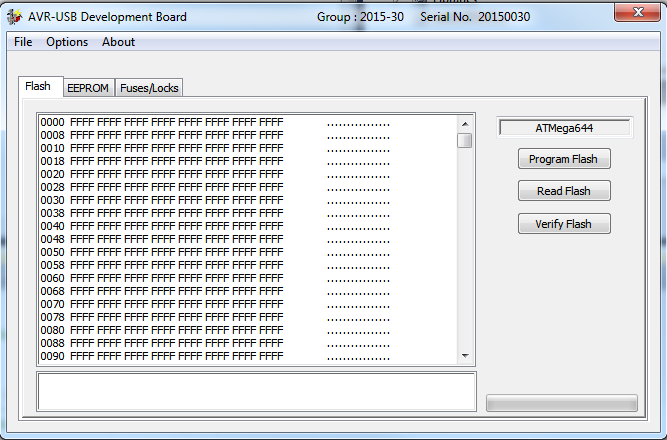 AVR-USB Development Board Group : 2015-30 Serial No. 20150030
File Options About
Flash EEPROM Fuses/Locks
0000 FFFF FFFF FFFF FFFF FFFF FFFF FFFF FFFF ................
0008 FFFF FFFF FFFF FFFF FFFF FFFF FFFF FFFF ................
0010 FFFF FFFF FFFF FFFF FFFF FFFF FFFF FFFF ................
0018 FFFF FFFF FFFF FFFF FFFF FFFF FFFF FFFF ................
0020 FFFF FFFF FFFF FFFF FFFF FFFF FFFF FFFF ................
0028 FFFF FFFF FFFF FFFF FFFF FFFF FFFF FFFF ................
0030 FFFF FFFF FFFF FFFF FFFF FFFF FFFF FFFF ................
0038 FFFF FFFF FFFF FFFF FFFF FFFF FFFF FFFF ................
0040 FFFF FFFF FFFF FFFF FFFF FFFF FFFF FFFF ................
0048 FFFF FFFF FFFF FFFF FFFF FFFF FFFF FFFF ................
0050 FFFF FFFF FFFF FFFF FFFF FFFF FFFF FFFF ................
0058 FFFF FFFF FFFF FFFF FFFF FFFF FFFF FFFF ................
0060 FFFF FFFF FFFF FFFF FFFF FFFF FFFF FFFF ................
0068 FFFF FFFF FFFF FFFF FFFF FFFF FFFF FFFF ................
0070 FFFF FFFF FFFF FFFF FFFF FFFF FFFF FFFF ................
0078 FFFF FFFF FFFF FFFF FFFF FFFF FFFF FFFF ................
0080 FFFF FFFF FFFF FFFF FFFF FFFF FFFF FFFF ................
0088 FFFF FFFF FFFF FFFF FFFF FFFF FFFF FFFF ................
0090 FFFF FFFF FFFF FFFF FFFF FFFF FFFF FFFF ................
ATMega644
Program Flash
Read Flash
Verify Flash